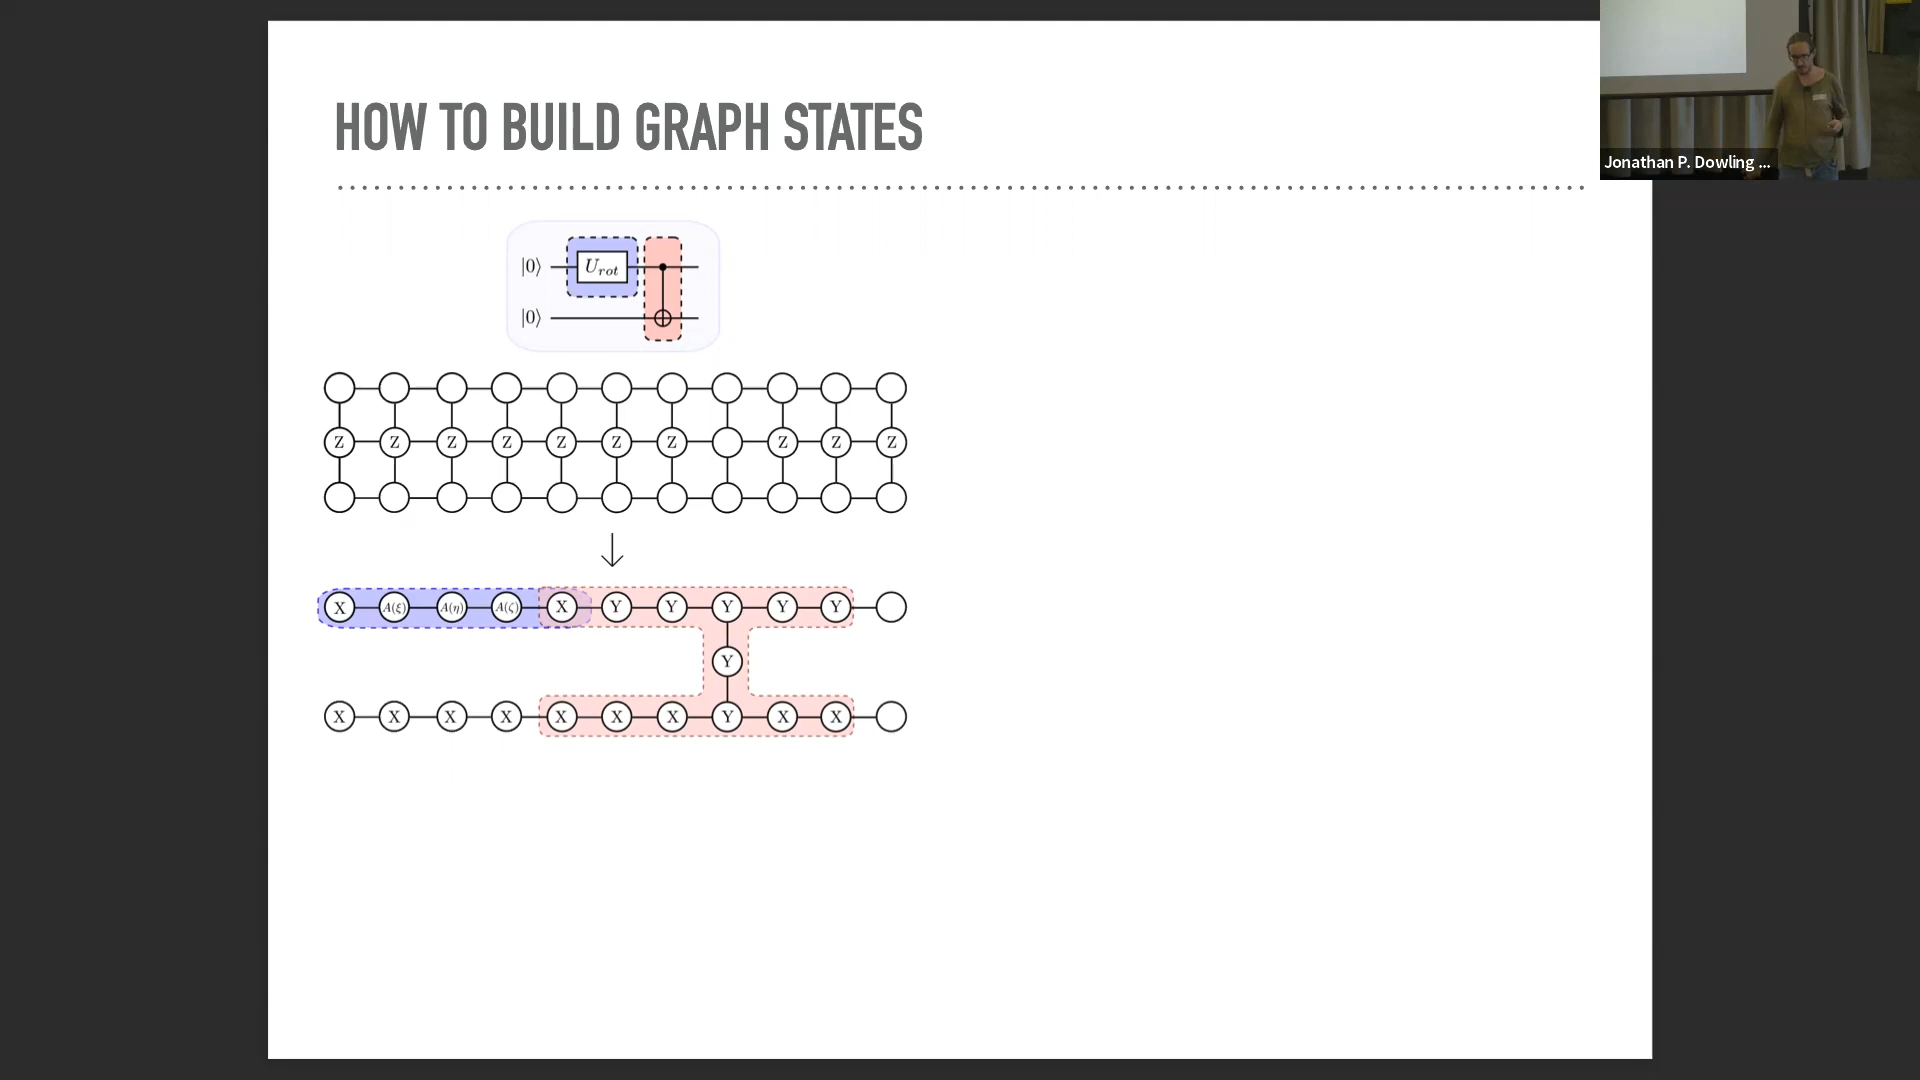 HOW TO BUILD GRAPH STATES
Jonathan P. Dowling ...
|0⟩ U_rot
|0⟩
Z Z Z Z Z Z Z Z Z Z
X A(ξ) A(η) A(ζ) X Y Y Y Y Y
Y
X X X X X X X Y X X